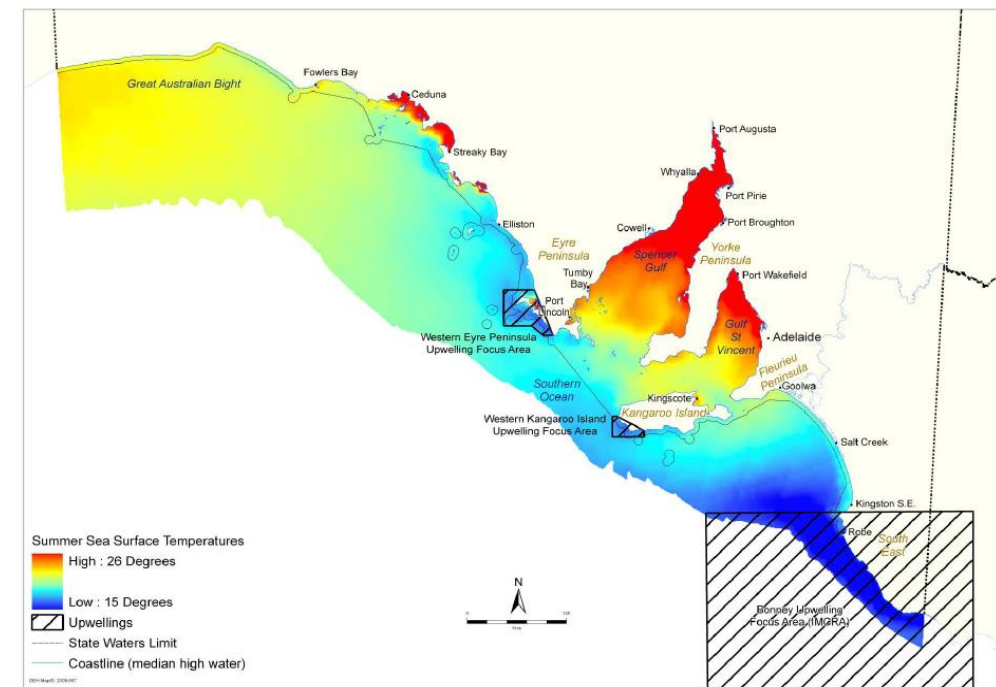 Great Australian Bight
Fowlers Bay
Ceduna
Streaky Bay
Port Augusta
Whyalla
Port Pirie
Elliston
Cowell
Port Broughton
Eyre
Peninsula
Yorke
Peninsula
Spencer
Gulf
Tumby
Bay
Port Wakefield
Port
Lincoln
Gulf
St
Vincent
Adelaide
Western Eyre Peninsula
Upwelling Focus Area
Fleurieu
Peninsula
Southern
Ocean
Goolwa
Kingscote
Kangaroo Island
Western Kangaroo Island
Upwelling Focus Area
Salt Creek
Kingston S.E.
Robe
South
East
Bonney Upwelling
Focus Area (IMCRA)
Summer Sea Surface Temperatures
High : 26 Degrees
Low : 15 Degrees
Upwellings
State Waters Limit
Coastline (median high water)
N